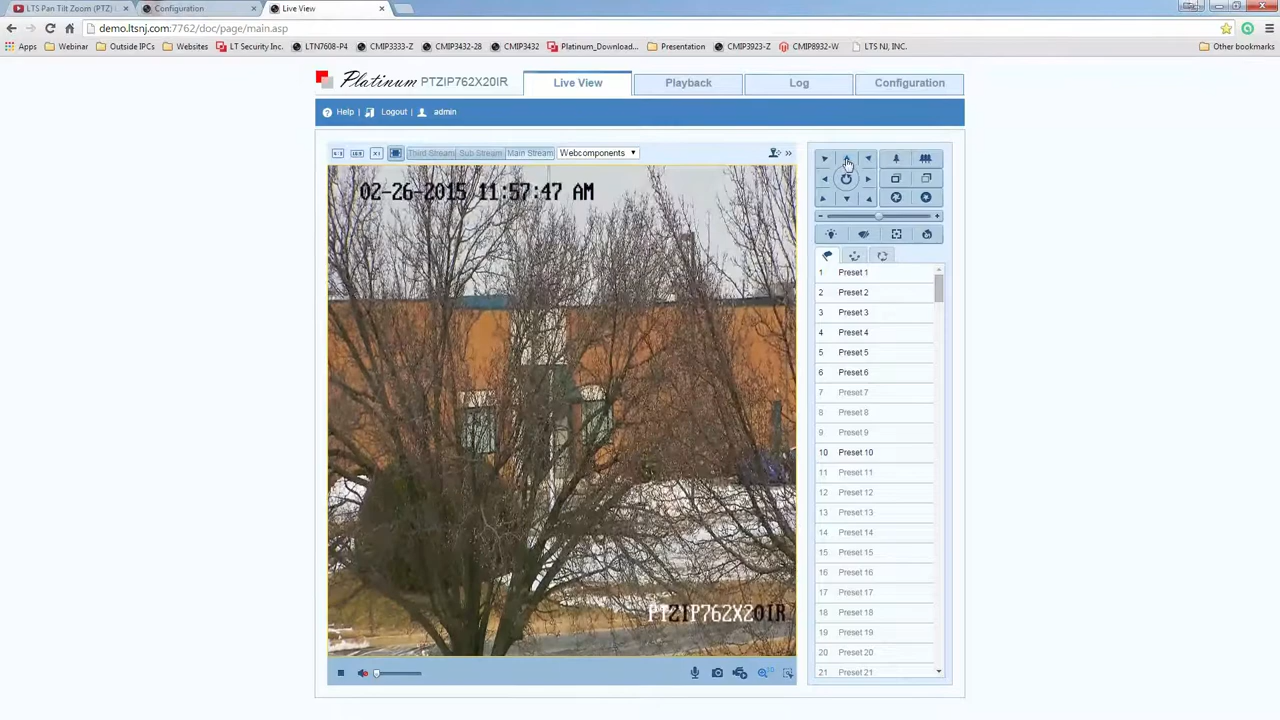 LTS Pan Tilt Zoom (PTZ) Configuration Live View
demo.ltsnj.com:7762/doc/page/main.asp
Apps Webinar Outside IPCs Websites LT Security Inc. LTN7608-P4 CMIP3333-Z CMIP3432-28 CMIP3432 Platinum_Download... Presentation CMIP3923-Z CMIP8932-W LTS NJ, INC. Other bookmarks
Platinum PTZIP762X20IR Live View Playback Log Configuration
Help | Logout | admin
Third Stream Sub Stream Main Stream Webcomponents
02-26-2015 11:57:47 AM
1 Preset 1
2 Preset 2
3 Preset 3
4 Preset 4
5 Preset 5
6 Preset 6
7 Preset 7
8 Preset 8
9 Preset 9
10 Preset 10
11 Preset 11
12 Preset 12
13 Preset 13
14 Preset 14
15 Preset 15
16 Preset 16
17 Preset 17
18 Preset 18
19 Preset 19
20 Preset 20
21 Preset 21
PTZIP762X20IR